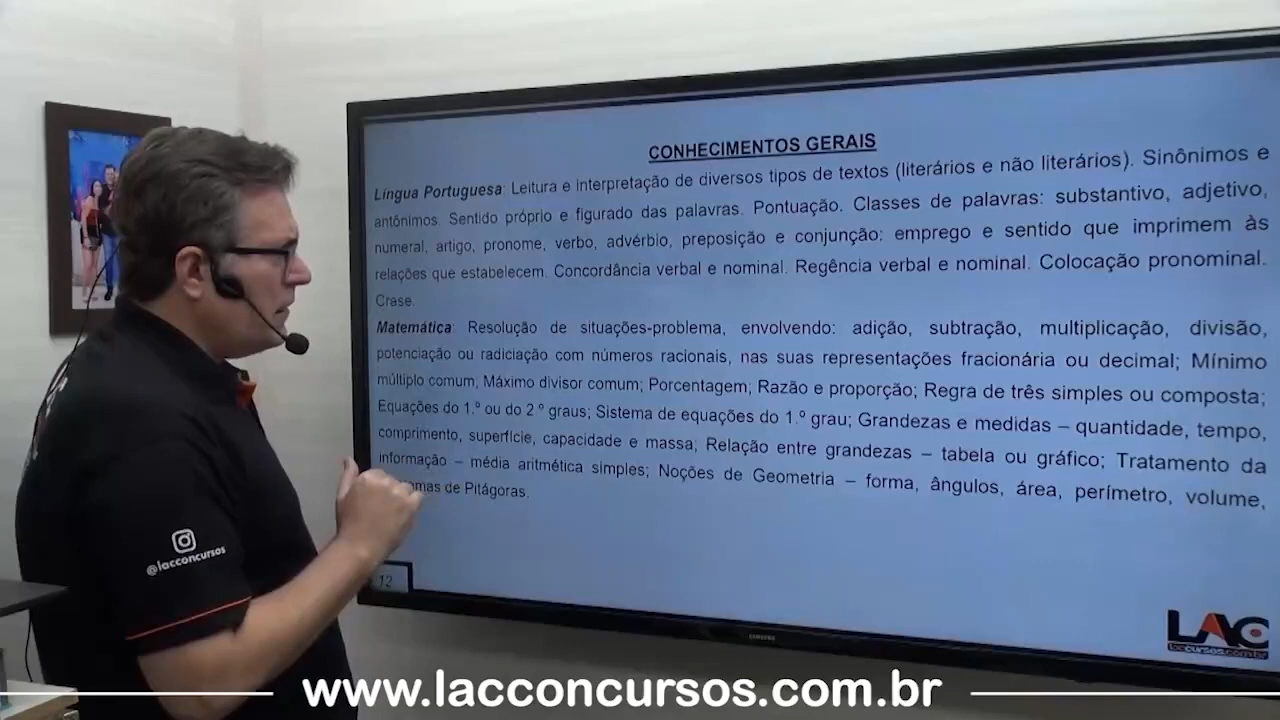 CONHECIMENTOS GERAIS
Língua Portuguesa: Leitura e interpretação de diversos tipos de textos (literários e não literários). Sinônimos e
antônimos. Sentido próprio e figurado das palavras. Pontuação. Classes de palavras: substantivo, adjetivo,
numeral, artigo, pronome, verbo, advérbio, preposição e conjunção: emprego e sentido que imprimem às
relações que estabelecem. Concordância verbal e nominal. Regência verbal e nominal. Colocação pronominal.
Crase.
Matemática: Resolução de situações-problema, envolvendo: adição, subtração, multiplicação, divisão,
potenciação ou radiciação com números racionais, nas suas representações fracionária ou decimal; Mínimo
múltiplo comum; Máximo divisor comum; Porcentagem; Razão e proporção; Regra de três simples ou composta;
Equações do 1.º ou do 2 º graus; Sistema de equações do 1.º grau; Grandezas e medidas – quantidade, tempo,
comprimento, superfície, capacidade e massa; Relação entre grandezas – tabela ou gráfico; Tratamento da
informação – média aritmética simples; Noções de Geometria – forma, ângulos, área, perímetro, volume,
de Pitágoras.
12
@lacconcursos
LAC
laccursos.com.br
SAMSUNG
www.lacconcursos.com.br